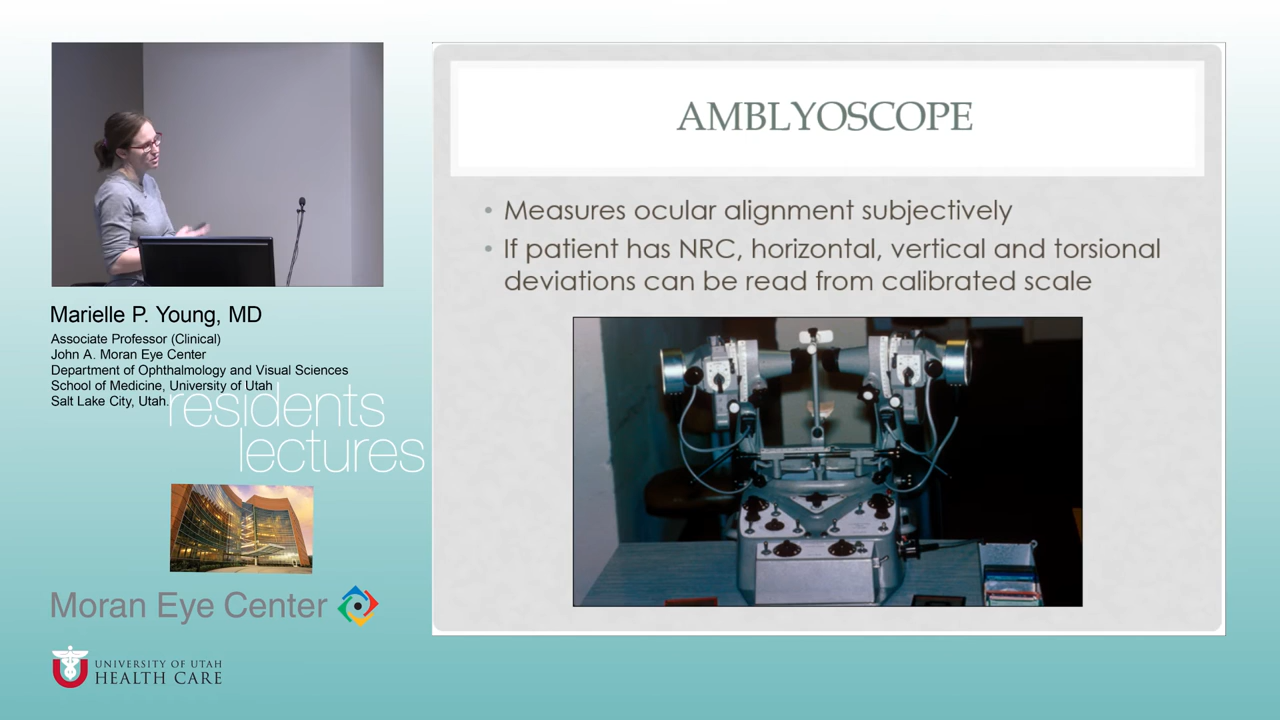 AMBLYOSCOPE
• Measures ocular alignment subjectively
• If patient has NRC, horizontal, vertical and torsional
deviations can be read from calibrated scale
Marielle P. Young, MD
Associate Professor (Clinical)
John A. Moran Eye Center
Department of Ophthalmology and Visual Sciences
School of Medicine, University of Utah
Salt Lake City, Utah.
residents
lectures
Moran Eye Center
UNIVERSITY OF UTAH
HEALTH CARE